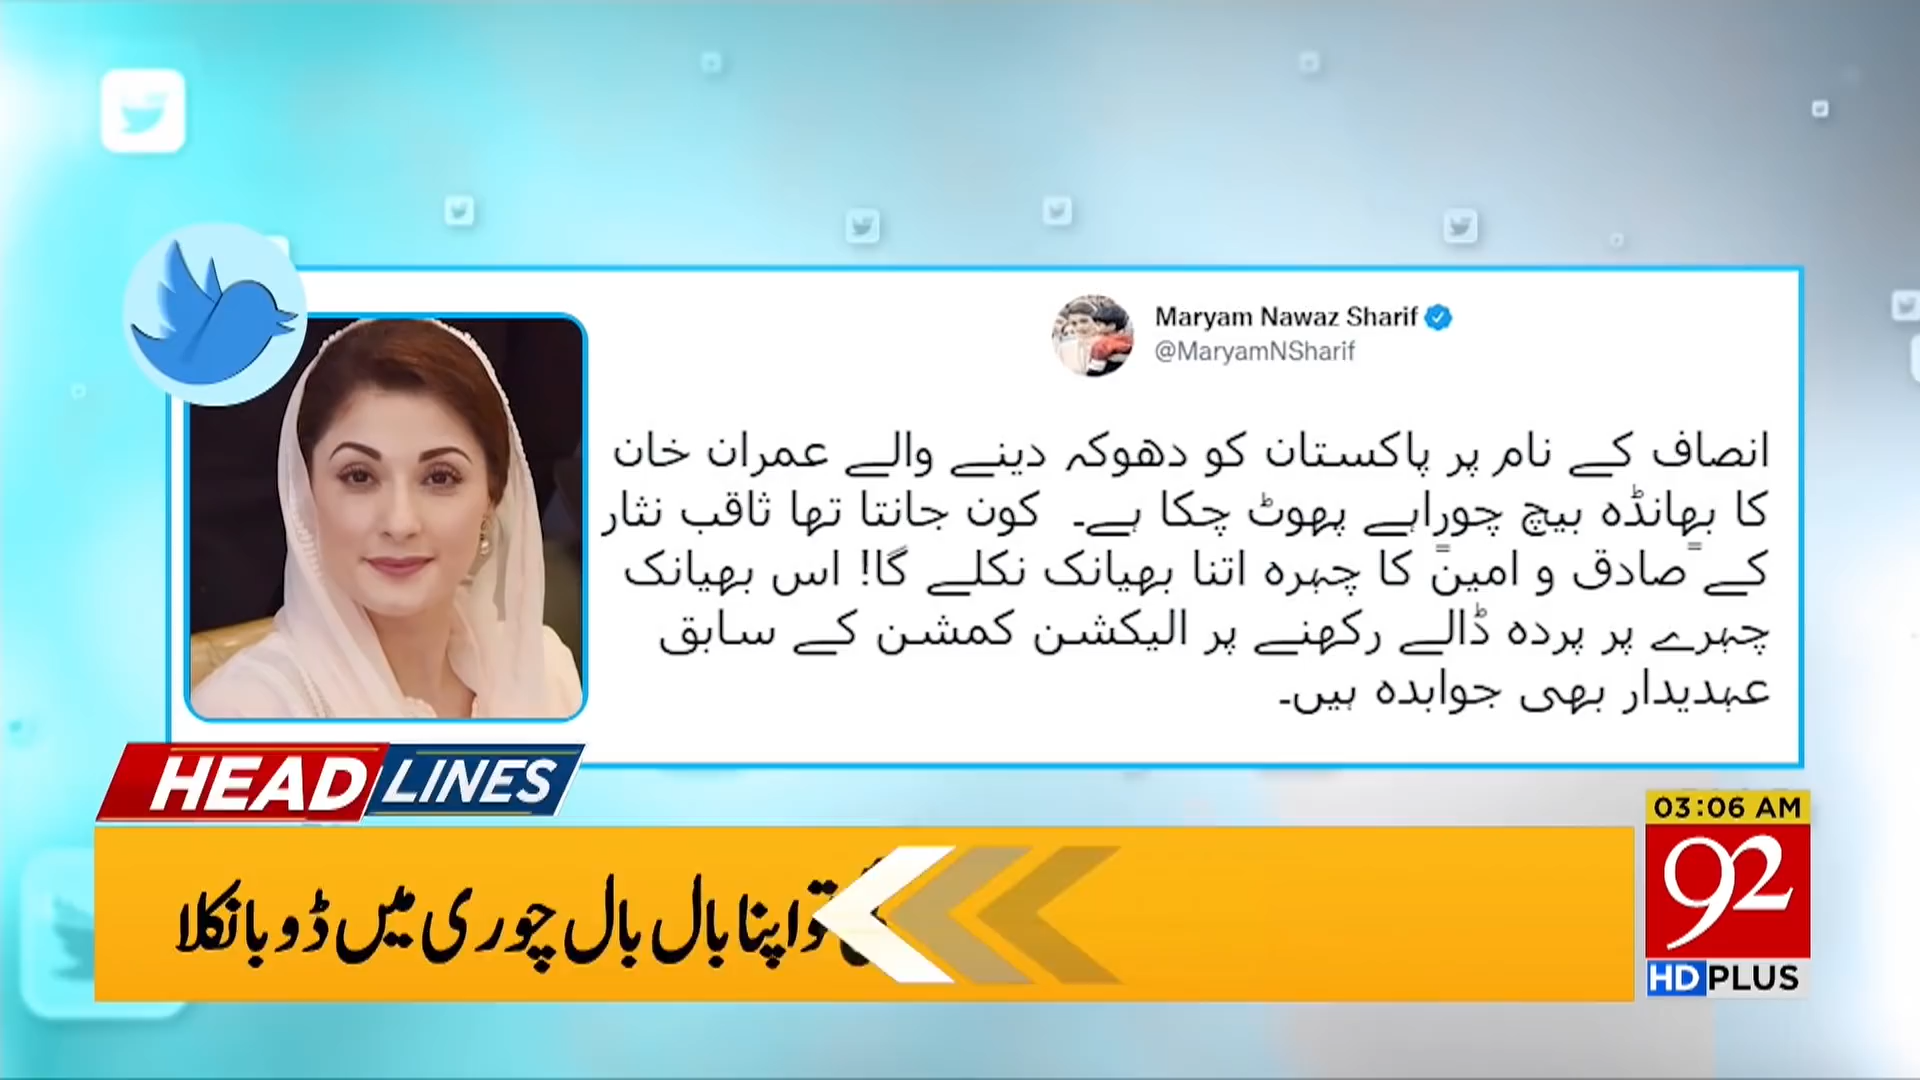 Maryam Nawaz Sharif
@MaryamNSharif
انصاف کے نام پر پاکستان کو دھوکہ دینے والے عمران خان
کا بھانڈہ بیچ چوراہے پھوٹ چکا ہے۔ کون جانتا تھا ثاقب نثار
کے ”صادق و امین“ کا چہرہ اتنا بھیانک نکلے گا! اس بھیانک
چہرے پر پردہ ڈالے رکھنے پر الیکشن کمشن کے سابق
عہدیدار بھی جوابدہ ہیں۔
HEADLINES
تو اپنا بال بال چوری میں ڈوبا نکلا
03:06 AM
92
HD PLUS